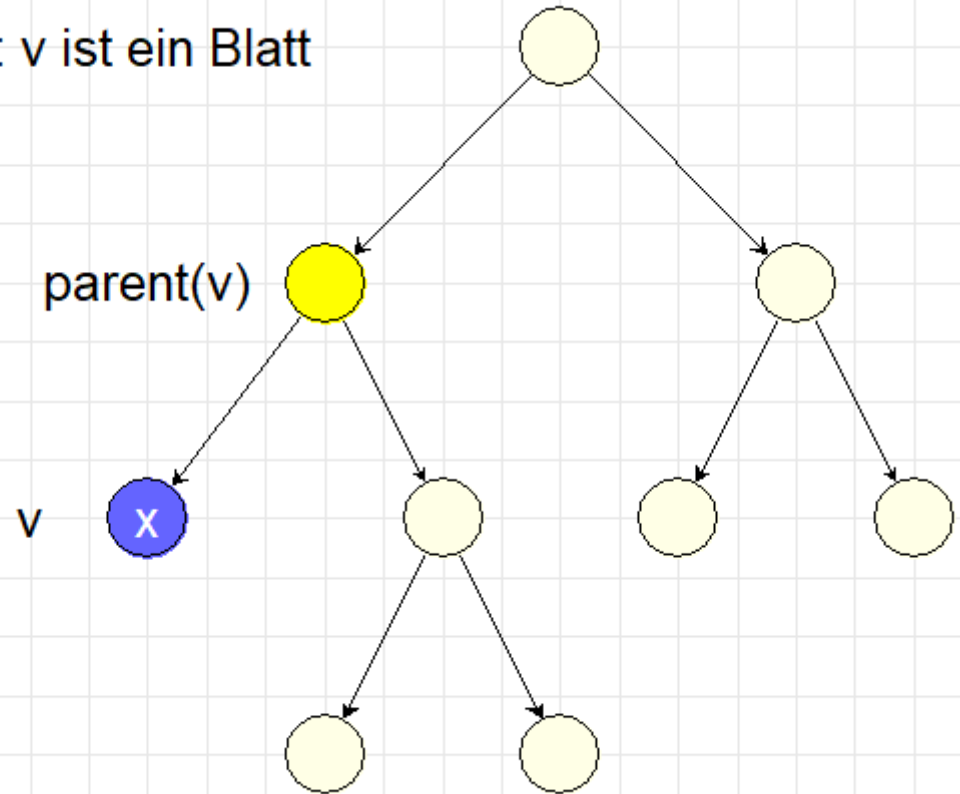 : v ist ein Blatt
parent(v)
v
x